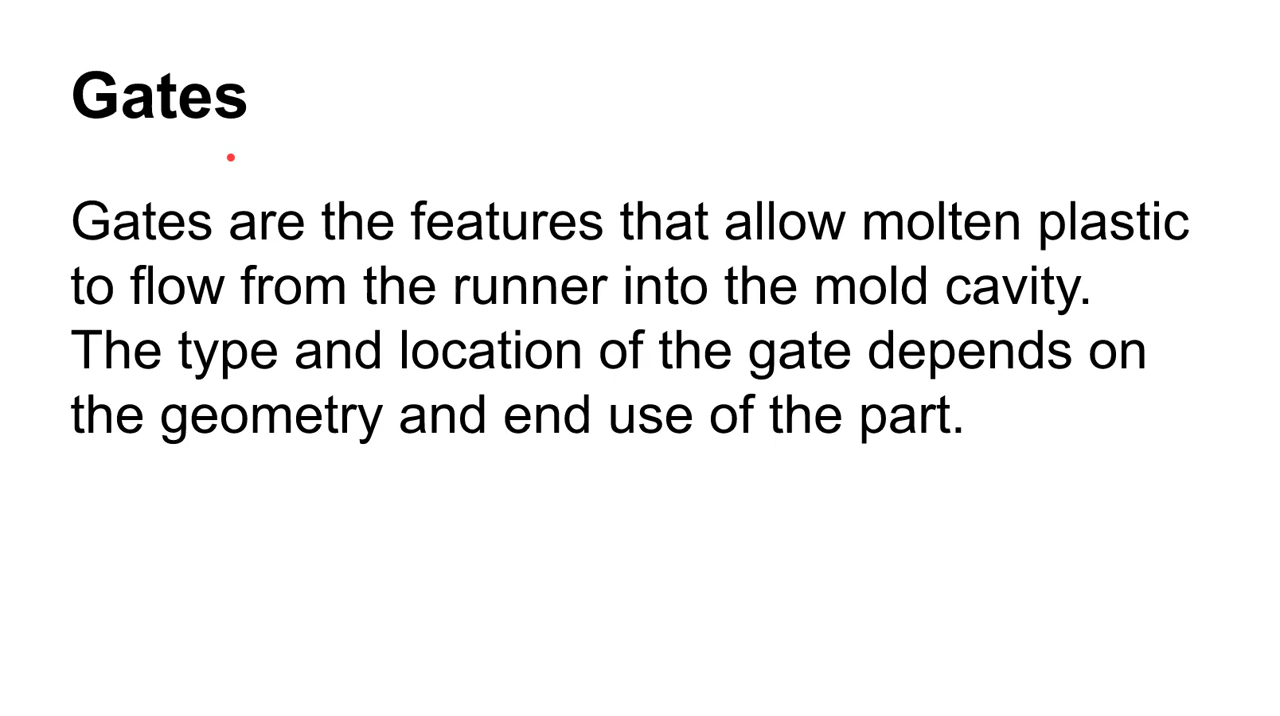 Gates
Gates are the features that allow molten plastic
to flow from the runner into the mold cavity.
The type and location of the gate depends on
the geometry and end use of the part.